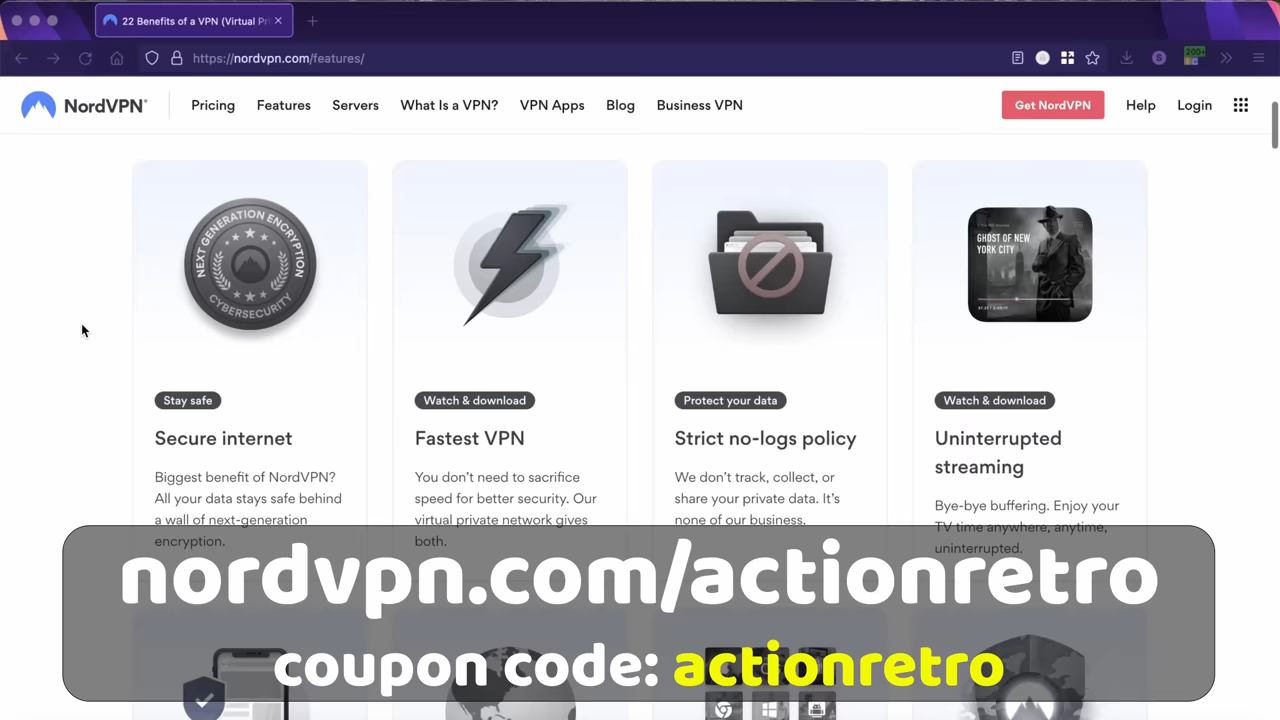 22 Benefits of a VPN (Virtual Pri
https://nordvpn.com/features/
200+
NordVPN®
Pricing
Features
Servers
What Is a VPN?
VPN Apps
Blog
Business VPN
Get NordVPN
Help
Login
NEXT GENERATION ENCRYPTION
CYBERSECURITY
GHOST OF NEW
YORK CITY
Stay safe
Secure internet
Biggest benefit of NordVPN?
All your data stays safe behind
a wall of next-generation
encryption.
Watch & download
Fastest VPN
You don't need to sacrifice
speed for better security. Our
virtual private network gives
both.
Protect your data
Strict no-logs policy
We don't track, collect, or
share your private data. It's
none of our business.
Watch & download
Uninterrupted
streaming
Bye-bye buffering. Enjoy your
TV time anywhere, anytime,
uninterrupted.
nordvpn.com/actionretro
coupon code: actionretro